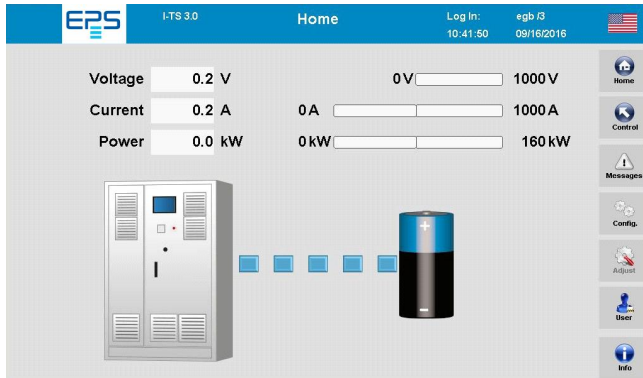 EPS
I-TS 3.0
Home
Log In:
egb /3
10:41:50
09/16/2016
Voltage 0.2 V
0 V 1000 V
Current 0.2 A
0 A 1000 A
Power 0.0 kW
0 kW 160 kW
Home
Control
Messages
Config.
Adjust
User
Info